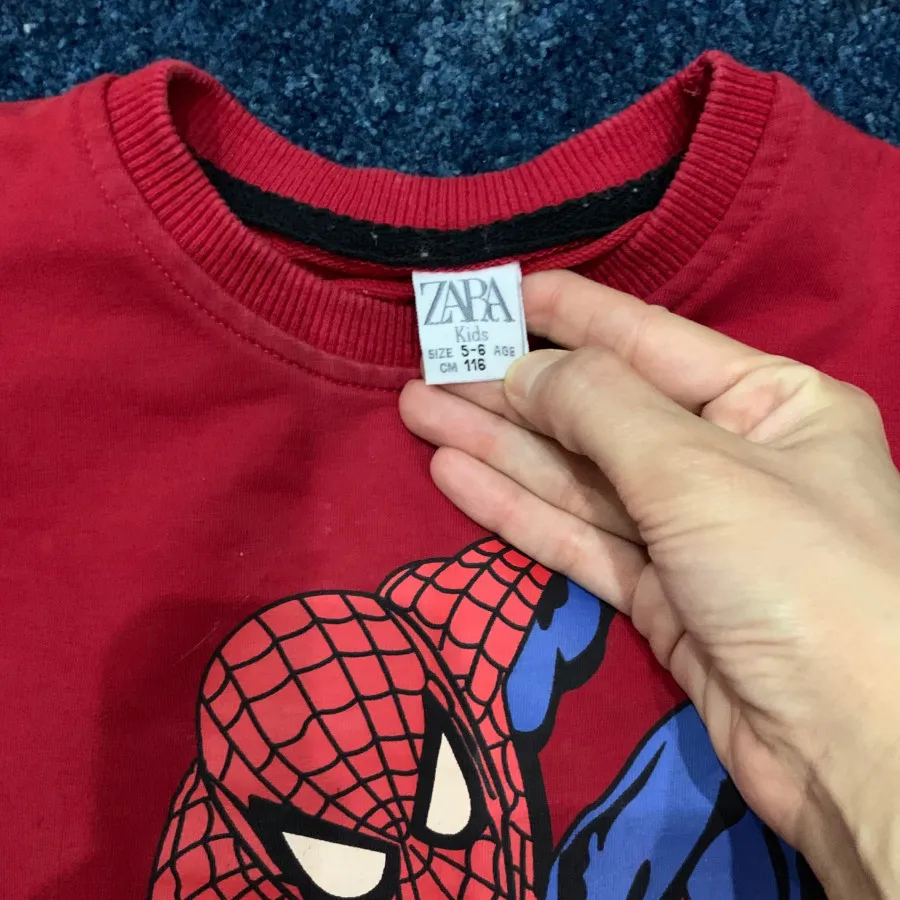 ZARA
Kids
SIZE 5-6 AGE
CM 116